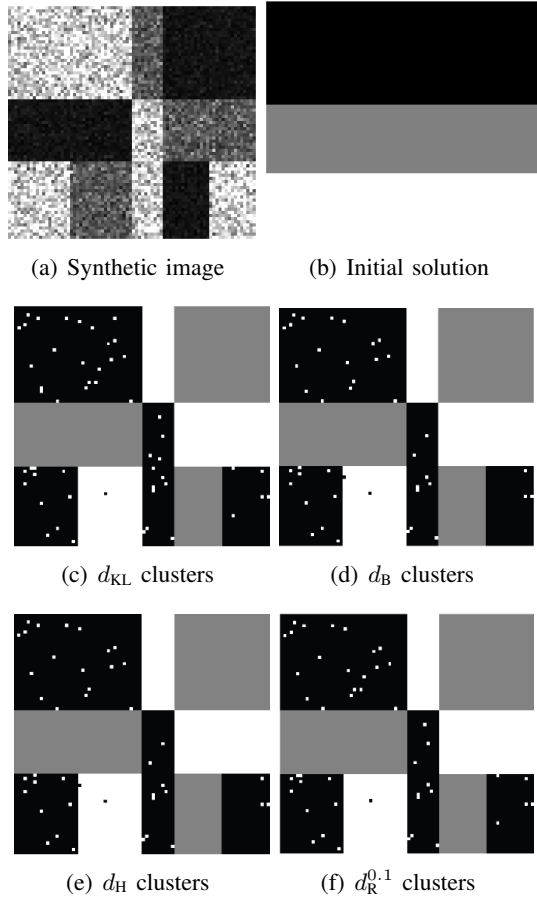 (a) Synthetic image
(b) Initial solution
(c) d_KL clusters
(d) d_B clusters
(e) d_H clusters
(f) d_R^0.1 clusters